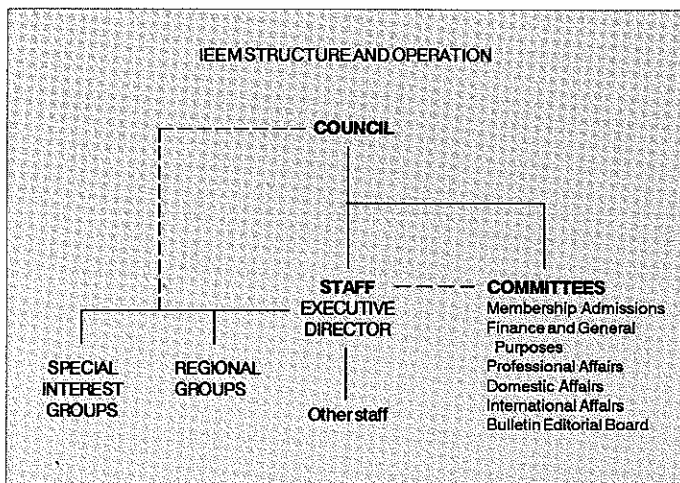 IEEM STRUCTURE AND OPERATION
COUNCIL
STAFF
EXECUTIVE
DIRECTOR
COMMITTEES
Membership Admissions
Finance and General
Purposes
Professional Affairs
Domestic Affairs
International Affairs
Bulletin Editorial Board
SPECIAL
INTEREST
GROUPS
REGIONAL
GROUPS
Other staff